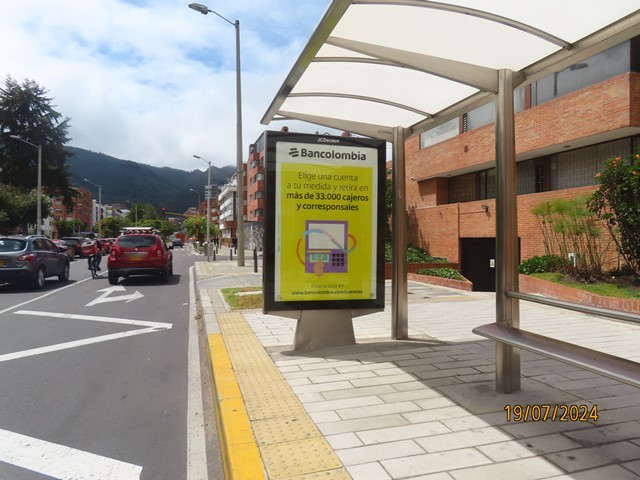 JCDecaux
Bancolombia
Elige una cuenta
a tu medida y retira en
más de 33.000 cajeros
y corresponsales
www.bancolombia.com/cuentas
19/07/2024